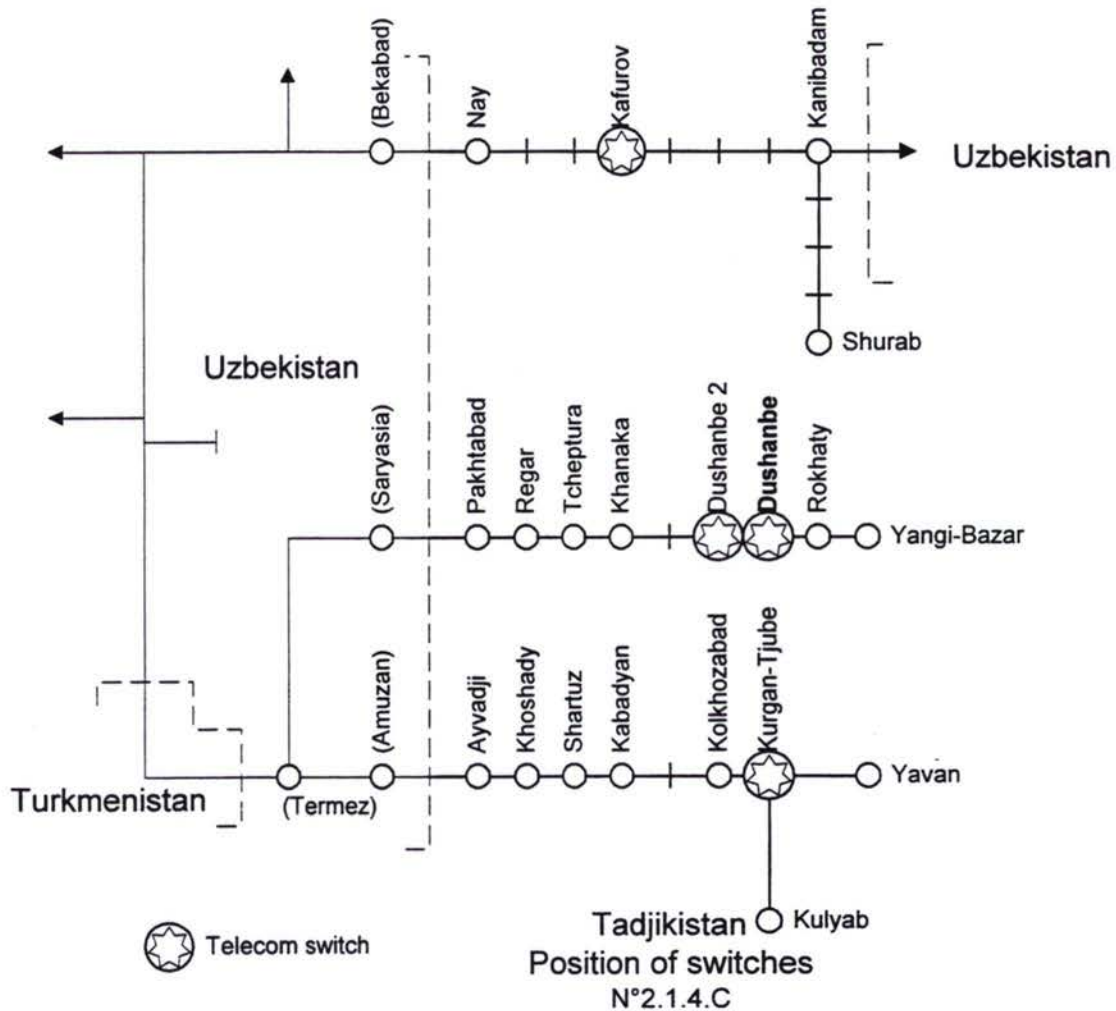 (Bekabad)
Nay
Kafurov
Kanibadam
Uzbekistan
Shurab
Uzbekistan
(Saryasia)
Pakhtabad
Regar
Tcheptura
Khanaka
Dushanbe 2
Dushanbe
Rokhaty
Yangi-Bazar
(Amuzan)
Ayvadji
Khoshady
Shartuz
Kabadyan
Kolkhozabad
Kurgan-Tjube
Yavan
Turkmenistan
(Termez)
Kulyab
Telecom switch
Tadjikistan
Position of switches
N°2.1.4.C